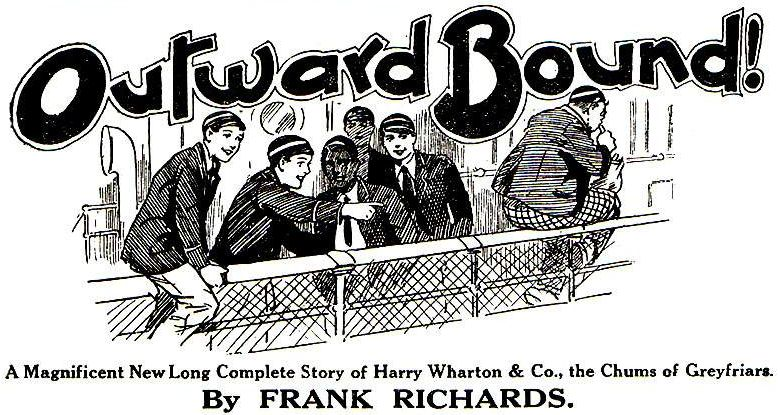 Outward Bound!
A Magnificent New Long Complete Story of Harry Wharton & Co., the Chums of Greyfriars.
By FRANK RICHARDS.